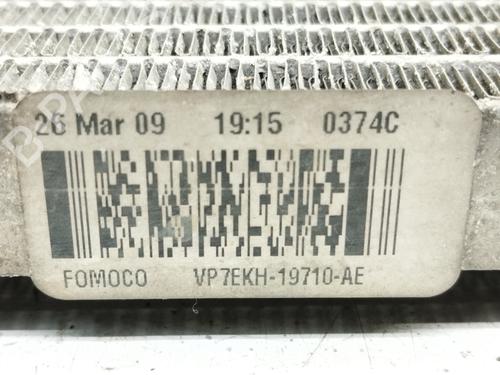 26 Mar 09 19:15 0374C
FOMOCO VP7EKH-19710-AE